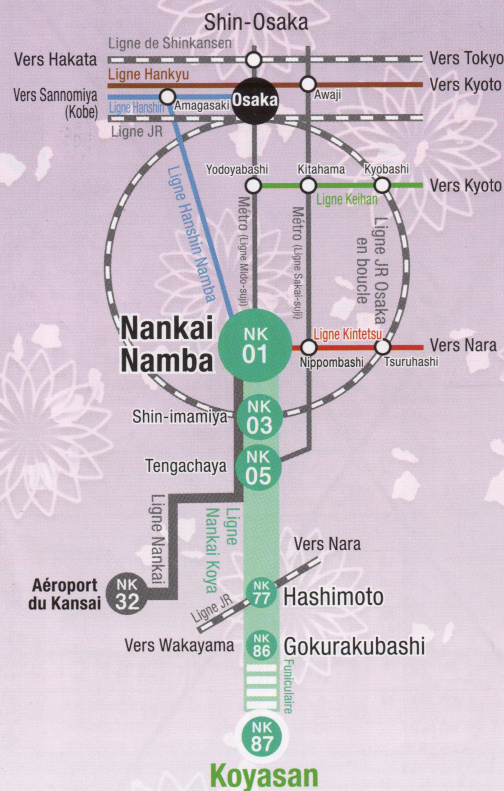 Shin-Osaka
Ligne de Shinkansen
Vers Hakata
Vers Tokyo
Ligne Hankyu
Vers Kyoto
Vers Sannomiya
(Kobe)
Ligne Hanshin
Amagasaki
Osaka
Awaji
Ligne JR
Yodoyabashi
Kitahama
Kyobashi
Vers Kyoto
Ligne Keihan
Ligne Hanshin Namba
Métro (Ligne Mido-suji)
Métro (Ligne Sakai-suji)
Ligne JR Osaka
en boucle
Nankai
Namba
NK
01
Ligne Kintetsu
Vers Nara
Nippombashi
Tsuruhashi
Shin-imamiya
NK
03
Tengachaya
NK
05
Ligne Nankai
Ligne
Nankai Koya
Vers Nara
Aéroport
du Kansai
NK
32
NK
77
Hashimoto
Ligne JR
Vers Wakayama
NK
86
Gokurakubashi
Funiculaire
NK
87
Koyasan